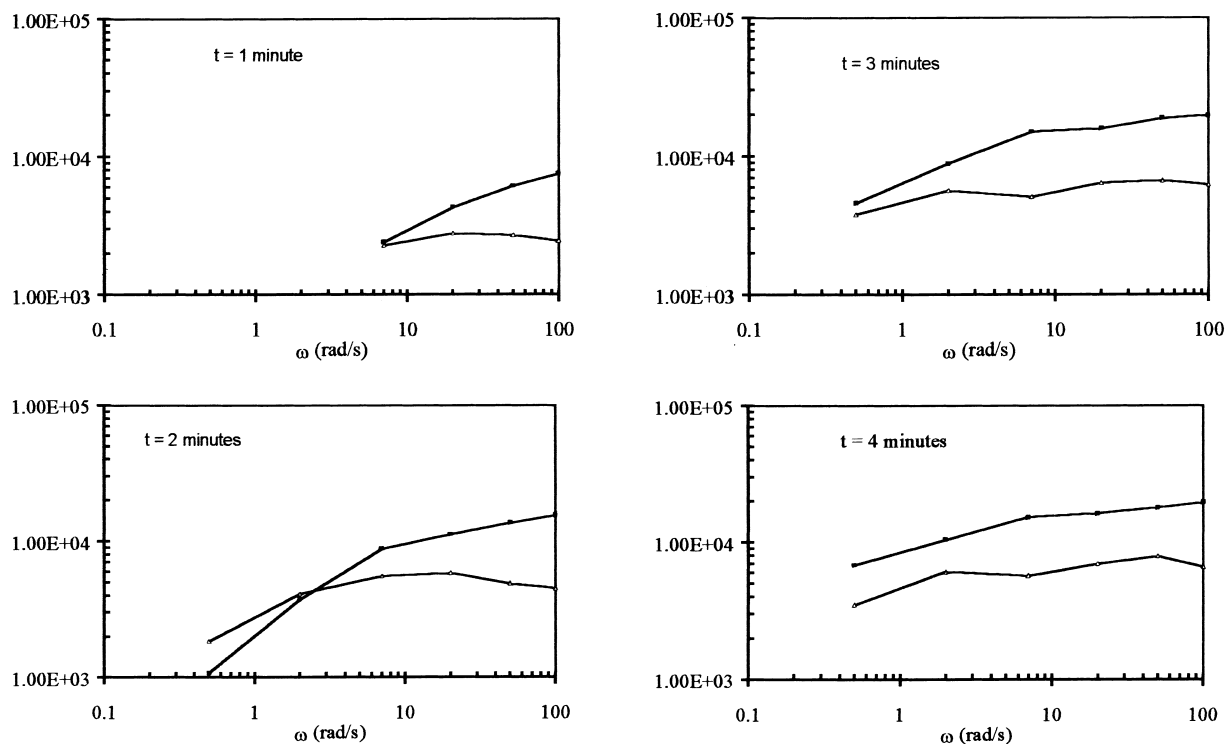 1.00E+05
t = 1 minute
1.00E+04
1.00E+03
0.1 1 10 100
ω (rad/s)
1.00E+05
t = 3 minutes
1.00E+04
1.00E+03
0.1 1 10 100
ω (rad/s)
1.00E+05
t = 2 minutes
1.00E+04
1.00E+03
0.1 1 10 100
ω (rad/s)
1.00E+05
t = 4 minutes
1.00E+04
1.00E+03
0.1 1 10 100
ω (rad/s)